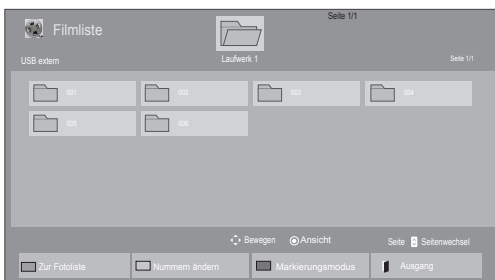 Seite 1/1
Filmliste
USB extern
Laufwerk 1
Seite 1/1
001 002 003 004
005 006
Bewegen Ansicht Seite Seitenwechsel
Zur Fotoliste Nummern ändern Markierungsmodus Ausgang